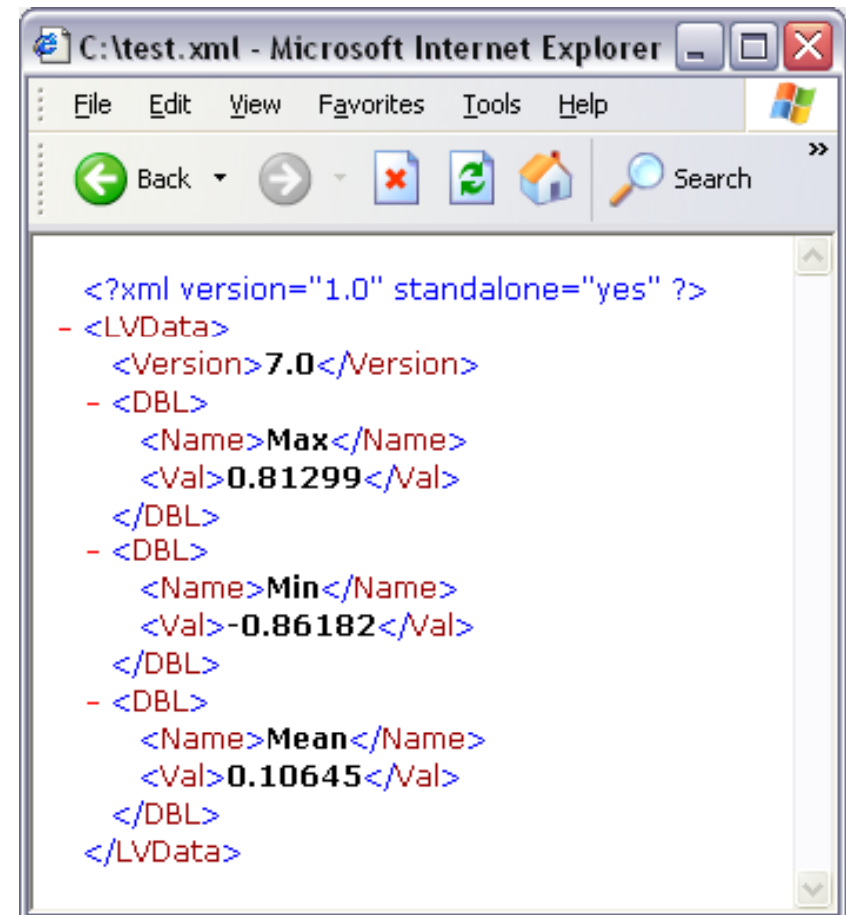 C:\test.xml - Microsoft Internet Explorer
File Edit View Favorites Tools Help
Back Search
<?xml version="1.0" standalone="yes" ?>
- <LVData>
<Version>7.0</Version>
- <DBL>
<Name>Max</Name>
<Val>0.81299</Val>
</DBL>
- <DBL>
<Name>Min</Name>
<Val>-0.86182</Val>
</DBL>
- <DBL>
<Name>Mean</Name>
<Val>0.10645</Val>
</DBL>
</LVData>